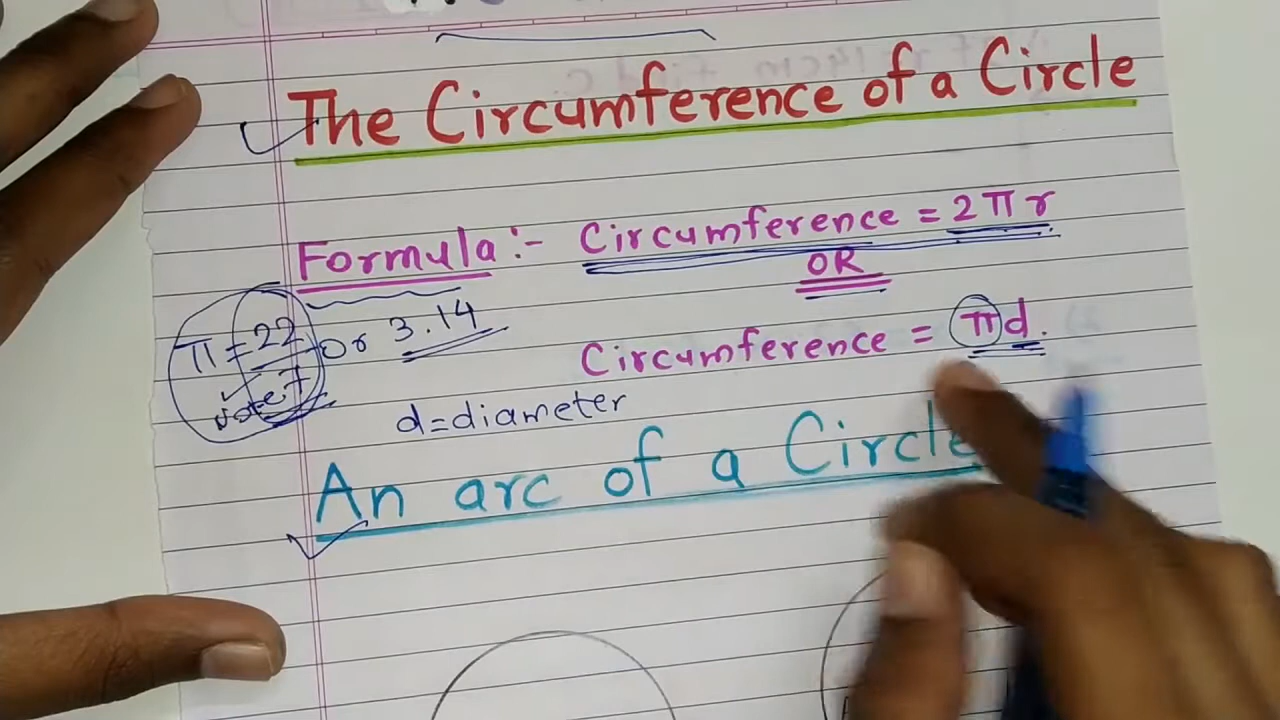 The Circumference of a Circle
Formula :- Circumference = 2πr
OR
π = 22/7 or 3.14
Circumference = πd.
d=diameter
An arc of a Circle